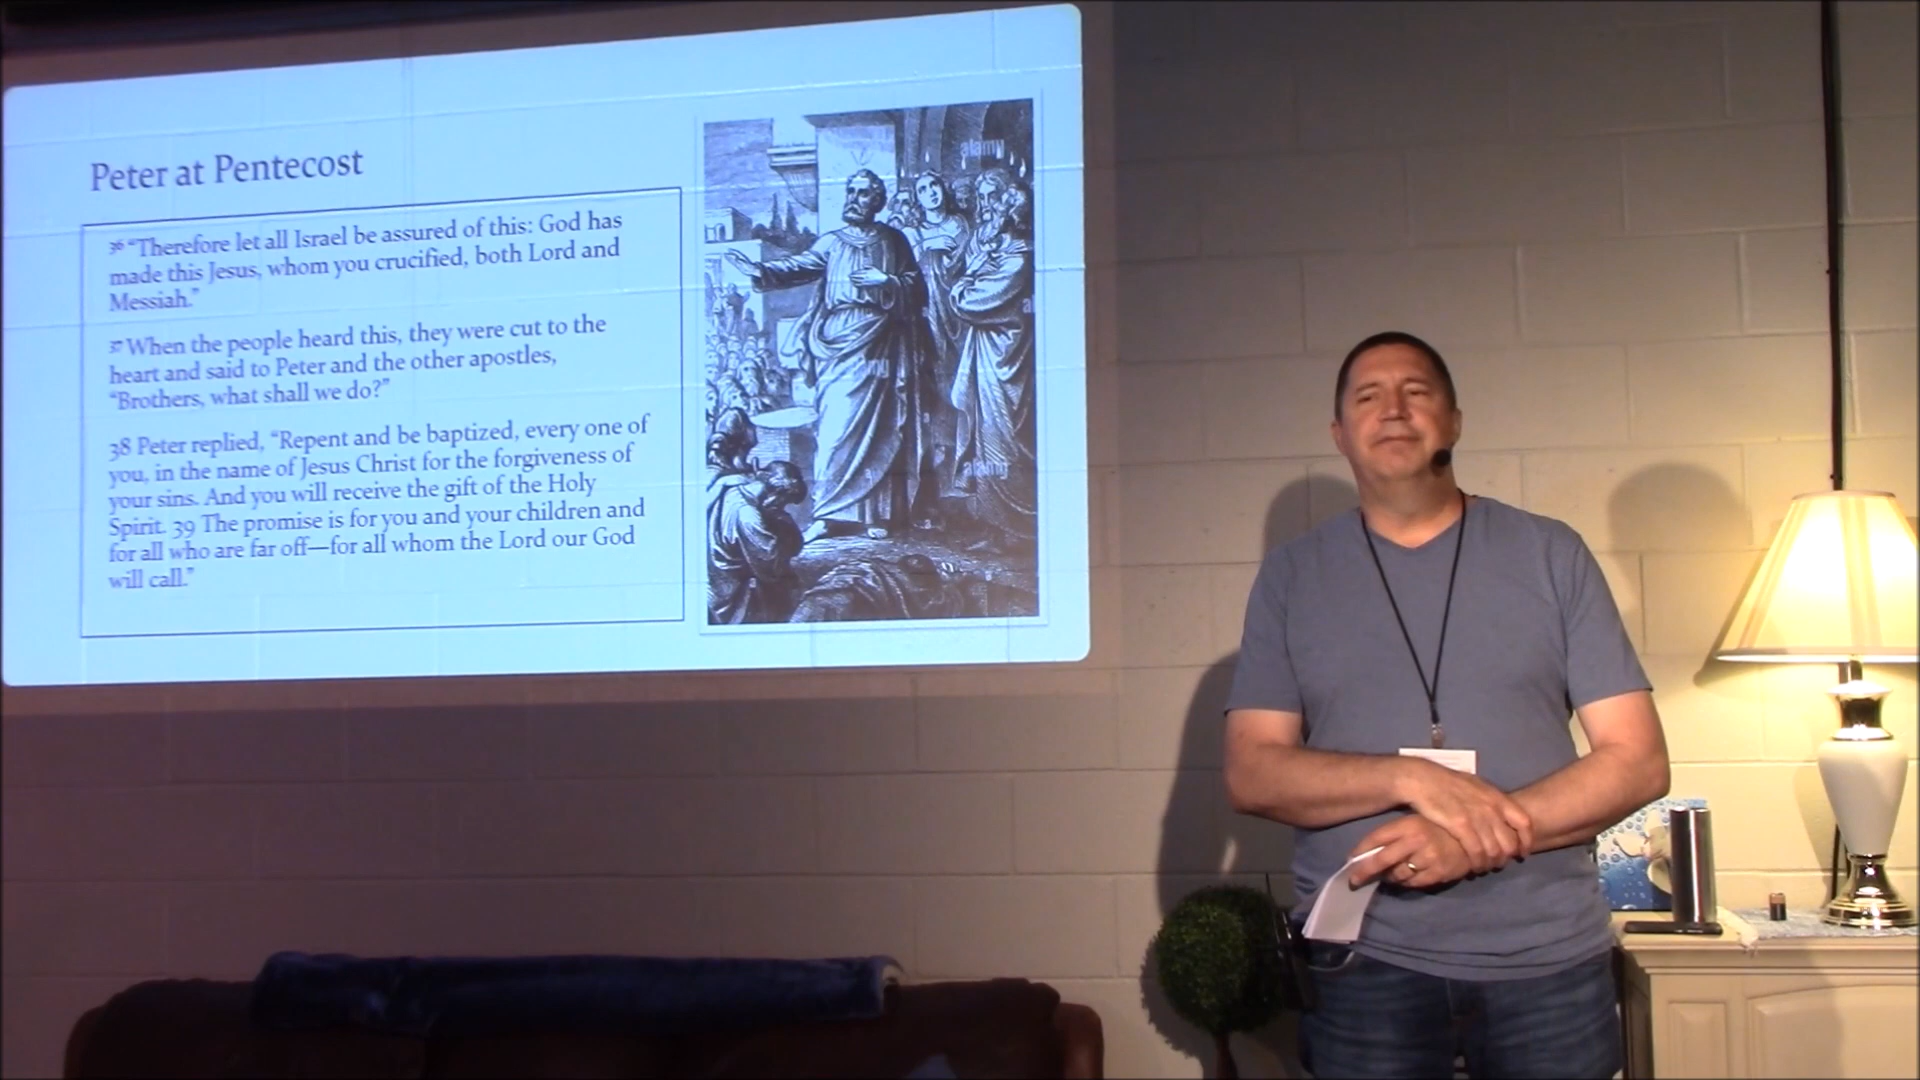 Peter at Pentecost
36 “Therefore let all Israel be assured of this: God has
made this Jesus, whom you crucified, both Lord and
Messiah.”
37 When the people heard this, they were cut to the
heart and said to Peter and the other apostles,
“Brothers, what shall we do?”
38 Peter replied, “Repent and be baptized, every one of
you, in the name of Jesus Christ for the forgiveness of
your sins. And you will receive the gift of the Holy
Spirit. 39 The promise is for you and your children and
for all who are far off—for all whom the Lord our God
will call.”
alamy
alamy